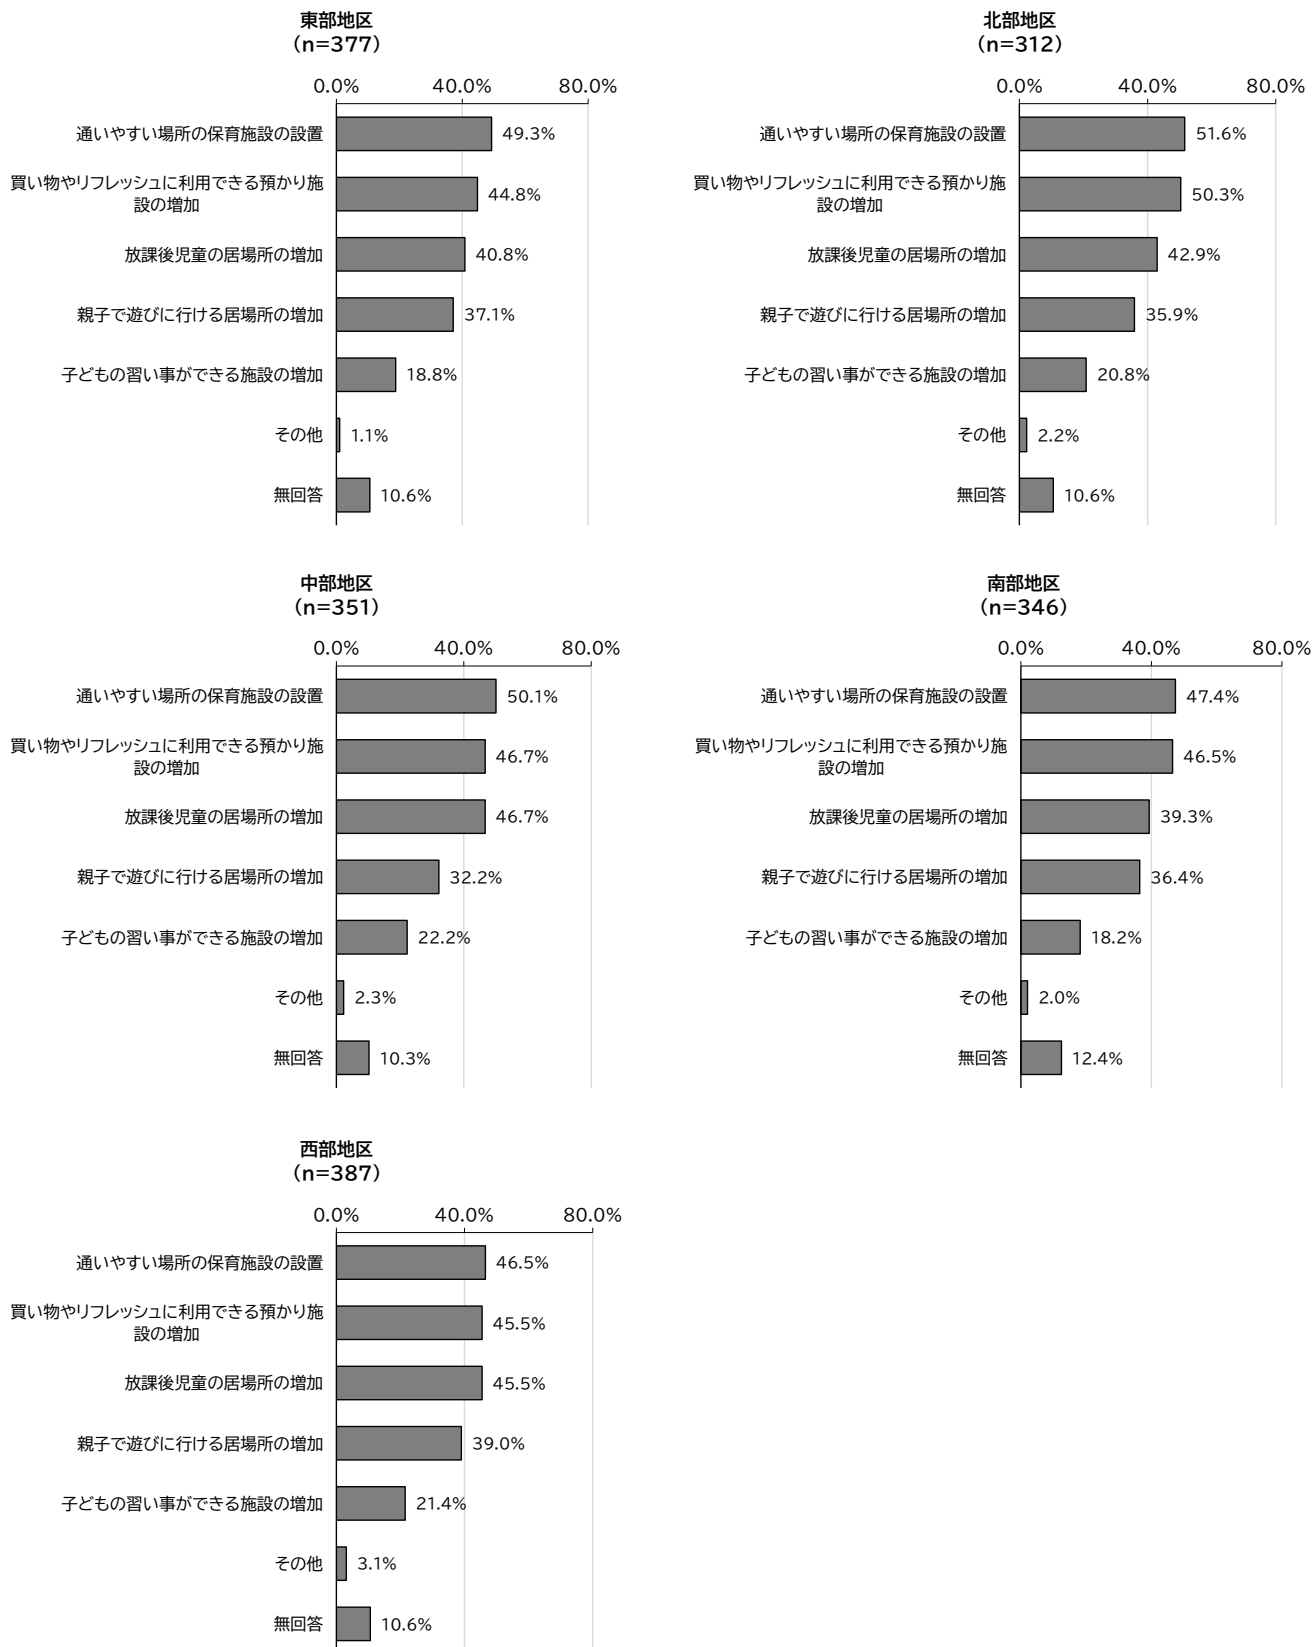 東部地区
(n=377)
0.0% 40.0% 80.0%
通いやすい場所の保育施設の設置 49.3%
買い物やリフレッシュに利用できる預かり施
設の増加 44.8%
放課後児童の居場所の増加 40.8%
親子で遊びに行ける居場所の増加 37.1%
子どもの習い事ができる施設の増加 18.8%
その他 1.1%
無回答 10.6%
北部地区
(n=312)
0.0% 40.0% 80.0%
通いやすい場所の保育施設の設置 51.6%
買い物やリフレッシュに利用できる預かり施
設の増加 50.3%
放課後児童の居場所の増加 42.9%
親子で遊びに行ける居場所の増加 35.9%
子どもの習い事ができる施設の増加 20.8%
その他 2.2%
無回答 10.6%
中部地区
(n=351)
0.0% 40.0% 80.0%
通いやすい場所の保育施設の設置 50.1%
買い物やリフレッシュに利用できる預かり施
設の増加 46.7%
放課後児童の居場所の増加 46.7%
親子で遊びに行ける居場所の増加 32.2%
子どもの習い事ができる施設の増加 22.2%
その他 2.3%
無回答 10.3%
南部地区
(n=346)
0.0% 40.0% 80.0%
通いやすい場所の保育施設の設置 47.4%
買い物やリフレッシュに利用できる預かり施
設の増加 46.5%
放課後児童の居場所の増加 39.3%
親子で遊びに行ける居場所の増加 36.4%
子どもの習い事ができる施設の増加 18.2%
その他 2.0%
無回答 12.4%
西部地区
(n=387)
0.0% 40.0% 80.0%
通いやすい場所の保育施設の設置 46.5%
買い物やリフレッシュに利用できる預かり施
設の増加 45.5%
放課後児童の居場所の増加 45.5%
親子で遊びに行ける居場所の増加 39.0%
子どもの習い事ができる施設の増加 21.4%
その他 3.1%
無回答 10.6%